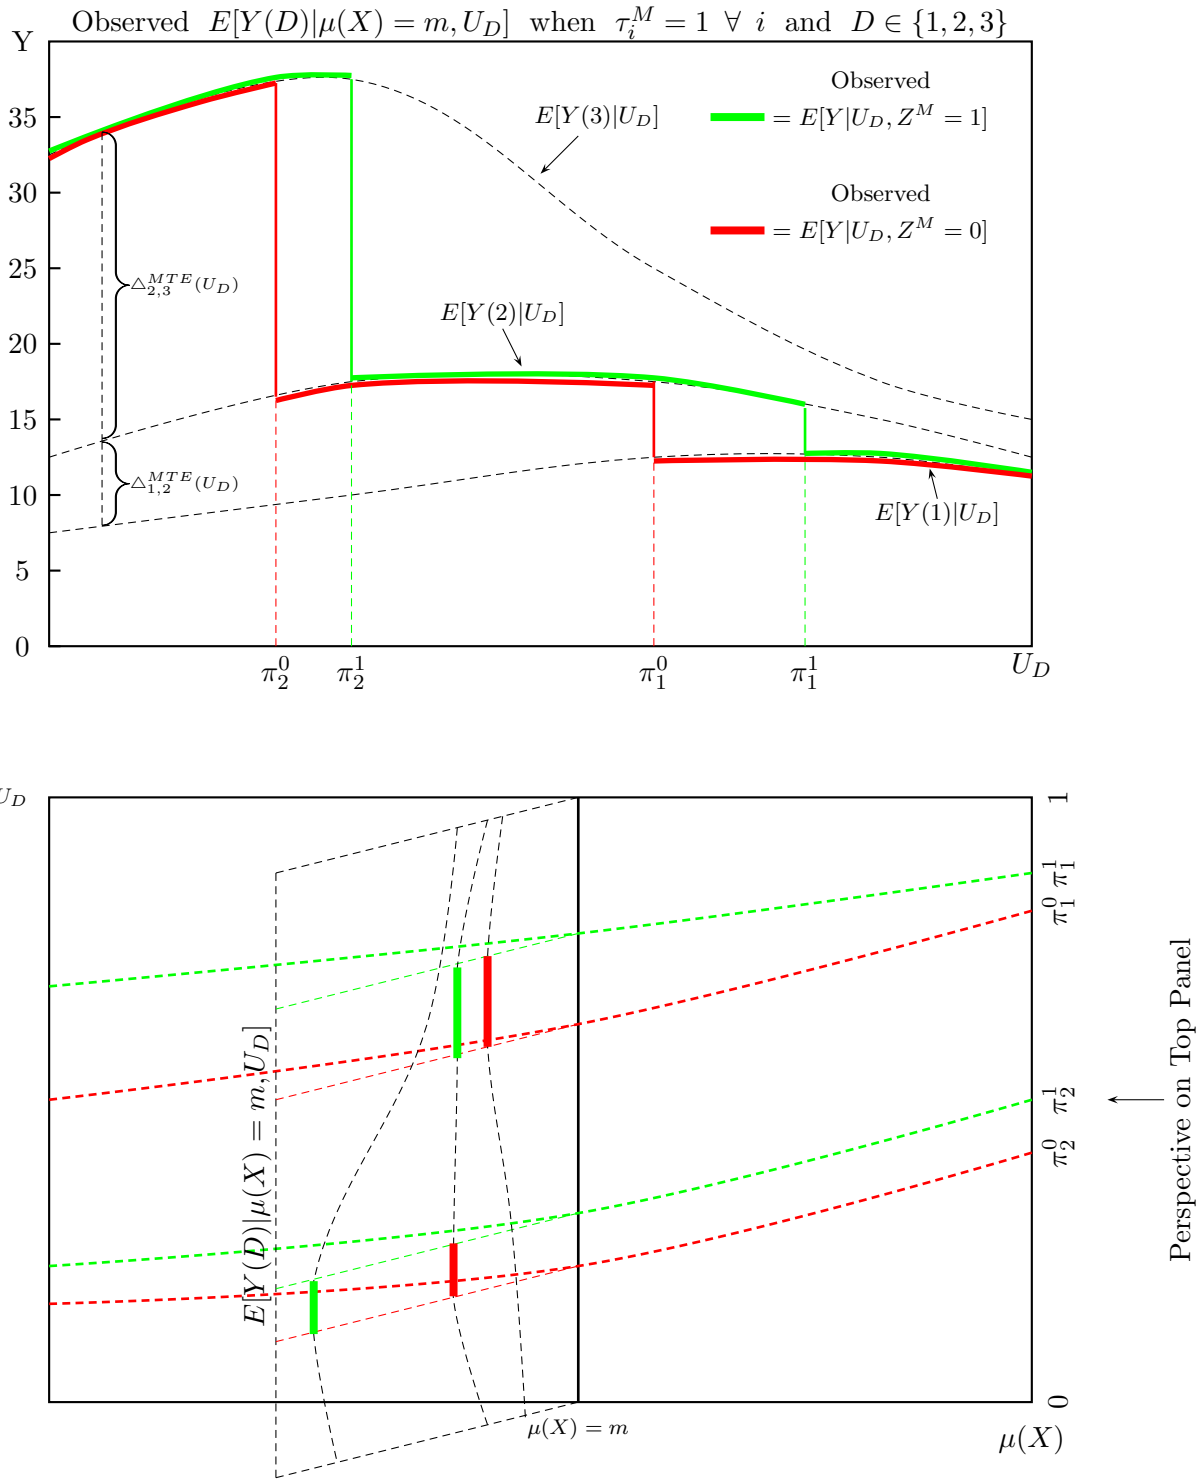 Observed E[Y(D)|μ(X) = m, U_D] when τ_i^M = 1 ∀ i and D ∈ {1, 2, 3}
Y
35
30
25
20
15
10
5
0
E[Y(3)|U_D]
Observed
= E[Y|U_D, Z^M = 1]
Observed
= E[Y|U_D, Z^M = 0]
△_{2,3}^{MTE}(U_D)
E[Y(2)|U_D]
△_{1,2}^{MTE}(U_D)
E[Y(1)|U_D]
π_2^0
π_2^1
π_1^0
π_1^1
U_D
U_D
1
π_1^1
π_1^0
π_2^1
π_2^0
0
E[Y(D)|μ(X) = m, U_D]
Perspective on Top Panel
μ(X) = m
μ(X)